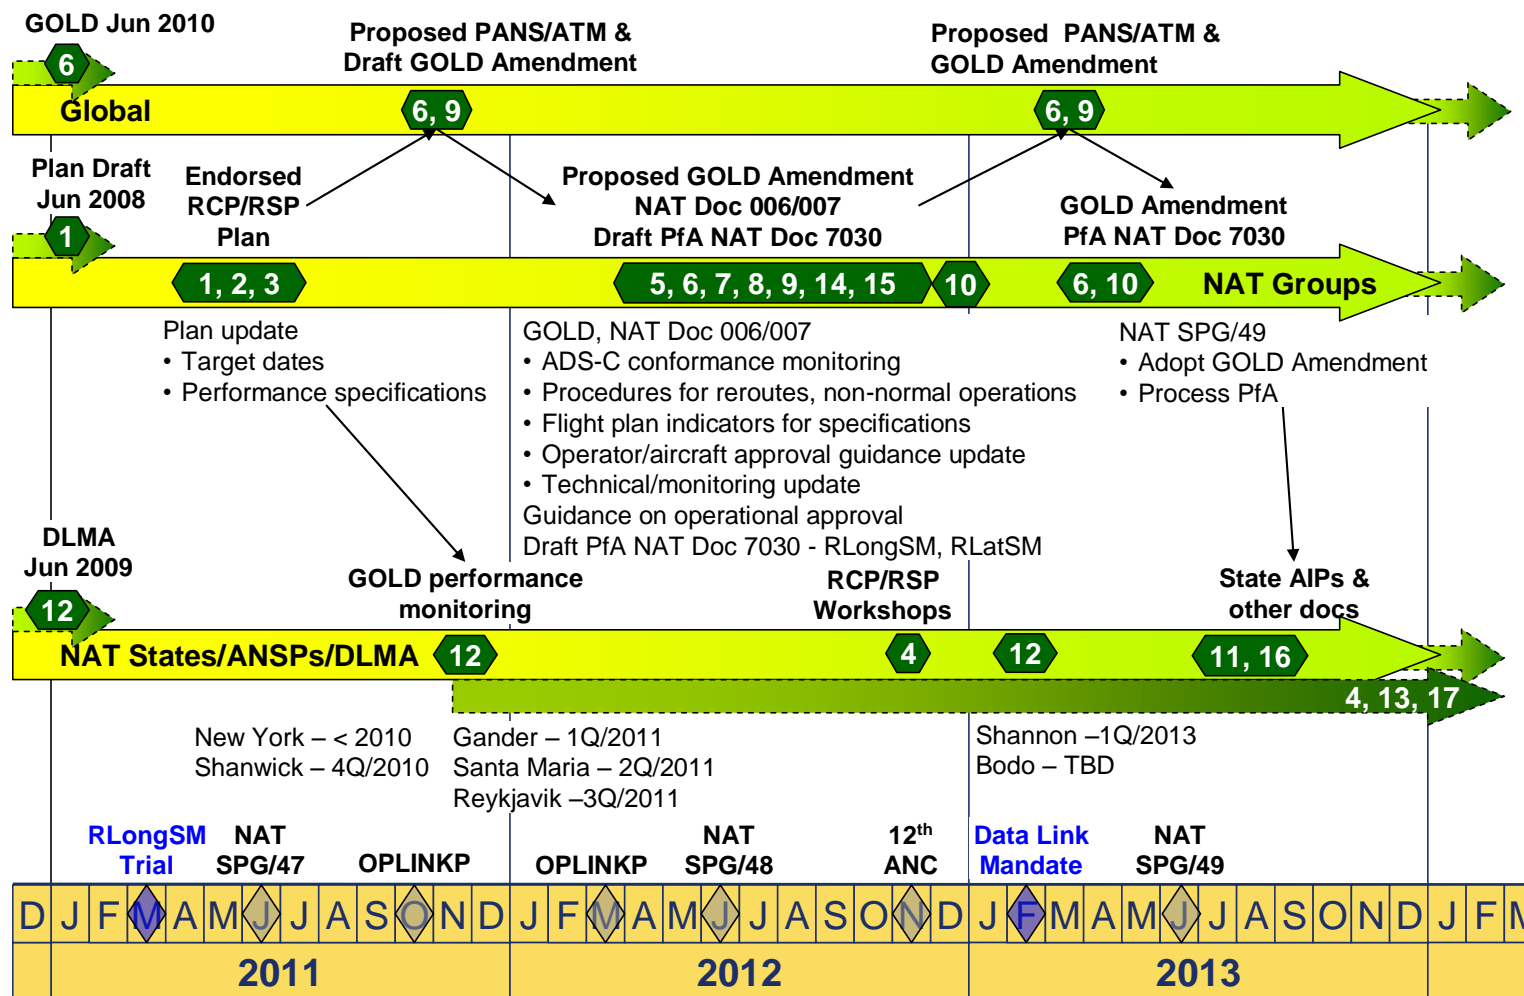 GOLD Jun 2010
6
Proposed PANS/ATM &
Draft GOLD Amendment
Proposed PANS/ATM &
GOLD Amendment
Global
6, 9
6, 9
Plan Draft
Jun 2008
1
Endorsed
RCP/RSP
Plan
Proposed GOLD Amendment
NAT Doc 006/007
Draft PfA NAT Doc 7030
GOLD Amendment
PfA NAT Doc 7030
1, 2, 3
5, 6, 7, 8, 9, 14, 15
10
6, 10
NAT Groups
Plan update
• Target dates
• Performance specifications
GOLD, NAT Doc 006/007
• ADS-C conformance monitoring
• Procedures for reroutes, non-normal operations
• Flight plan indicators for specifications
• Operator/aircraft approval guidance update
• Technical/monitoring update
Guidance on operational approval
Draft PfA NAT Doc 7030 - RLongSM, RLatSM
NAT SPG/49
• Adopt GOLD Amendment
• Process PfA
DLMA
Jun 2009
12
GOLD performance
monitoring
RCP/RSP
Workshops
State AIPs &
other docs
NAT States/ANSPs/DLMA
12
4
12
11, 16
4, 13, 17
New York – < 2010
Shanwick – 4Q/2010
Gander – 1Q/2011
Santa Maria – 2Q/2011
Reykjavik –3Q/2011
Shannon –1Q/2013
Bodo – TBD
RLongSM
Trial
NAT
SPG/47
OPLINKP
OPLINKP
NAT
SPG/48
12th
ANC
Data Link
Mandate
NAT
SPG/49
D J F M A M J J A S O N D J F M A M J J A S O N D J F M A M J J A S O N D J F M
2011
2012
2013